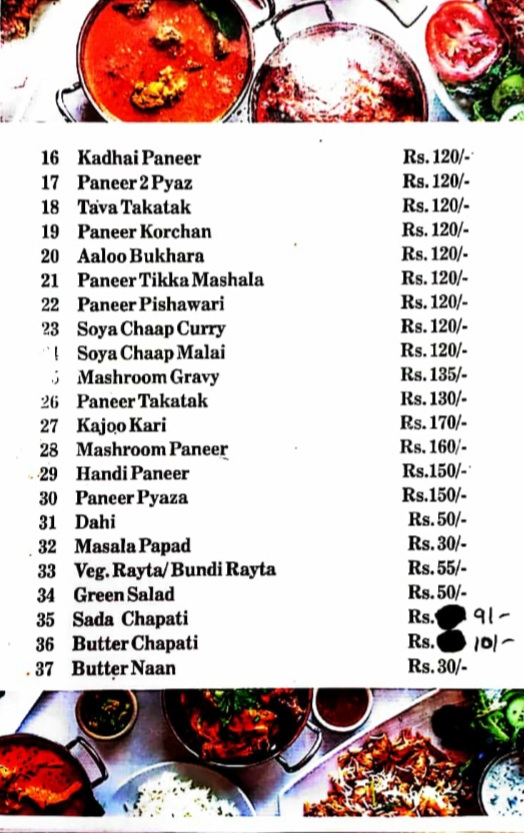 16 Kadhai Paneer Rs. 120/-
17 Paneer 2 Pyaz Rs. 120/-
18 Tava Takatak Rs. 120/-
19 Paneer Korchan Rs. 120/-
20 Aaloo Bukhara Rs. 120/-
21 Paneer Tikka Mashala Rs. 120/-
22 Paneer Pishawari Rs. 120/-
23 Soya Chaap Curry Rs. 120/-
Soya Chaap Malai Rs. 120/-
Mashroom Gravy Rs. 135/-
26 Paneer Takatak Rs. 130/-
27 Kajoo Kari Rs. 170/-
28 Mashroom Paneer Rs. 160/-
29 Handi Paneer Rs.150/-
30 Paneer Pyaza Rs.150/-
31 Dahi Rs. 50/-
32 Masala Papad Rs. 30/-
33 Veg. Rayta/ Bundi Rayta Rs. 55/-
34 Green Salad Rs. 50/-
35 Sada Chapati Rs. 9/-
36 Butter Chapati Rs. 10/-
37 Butter Naan Rs. 30/-